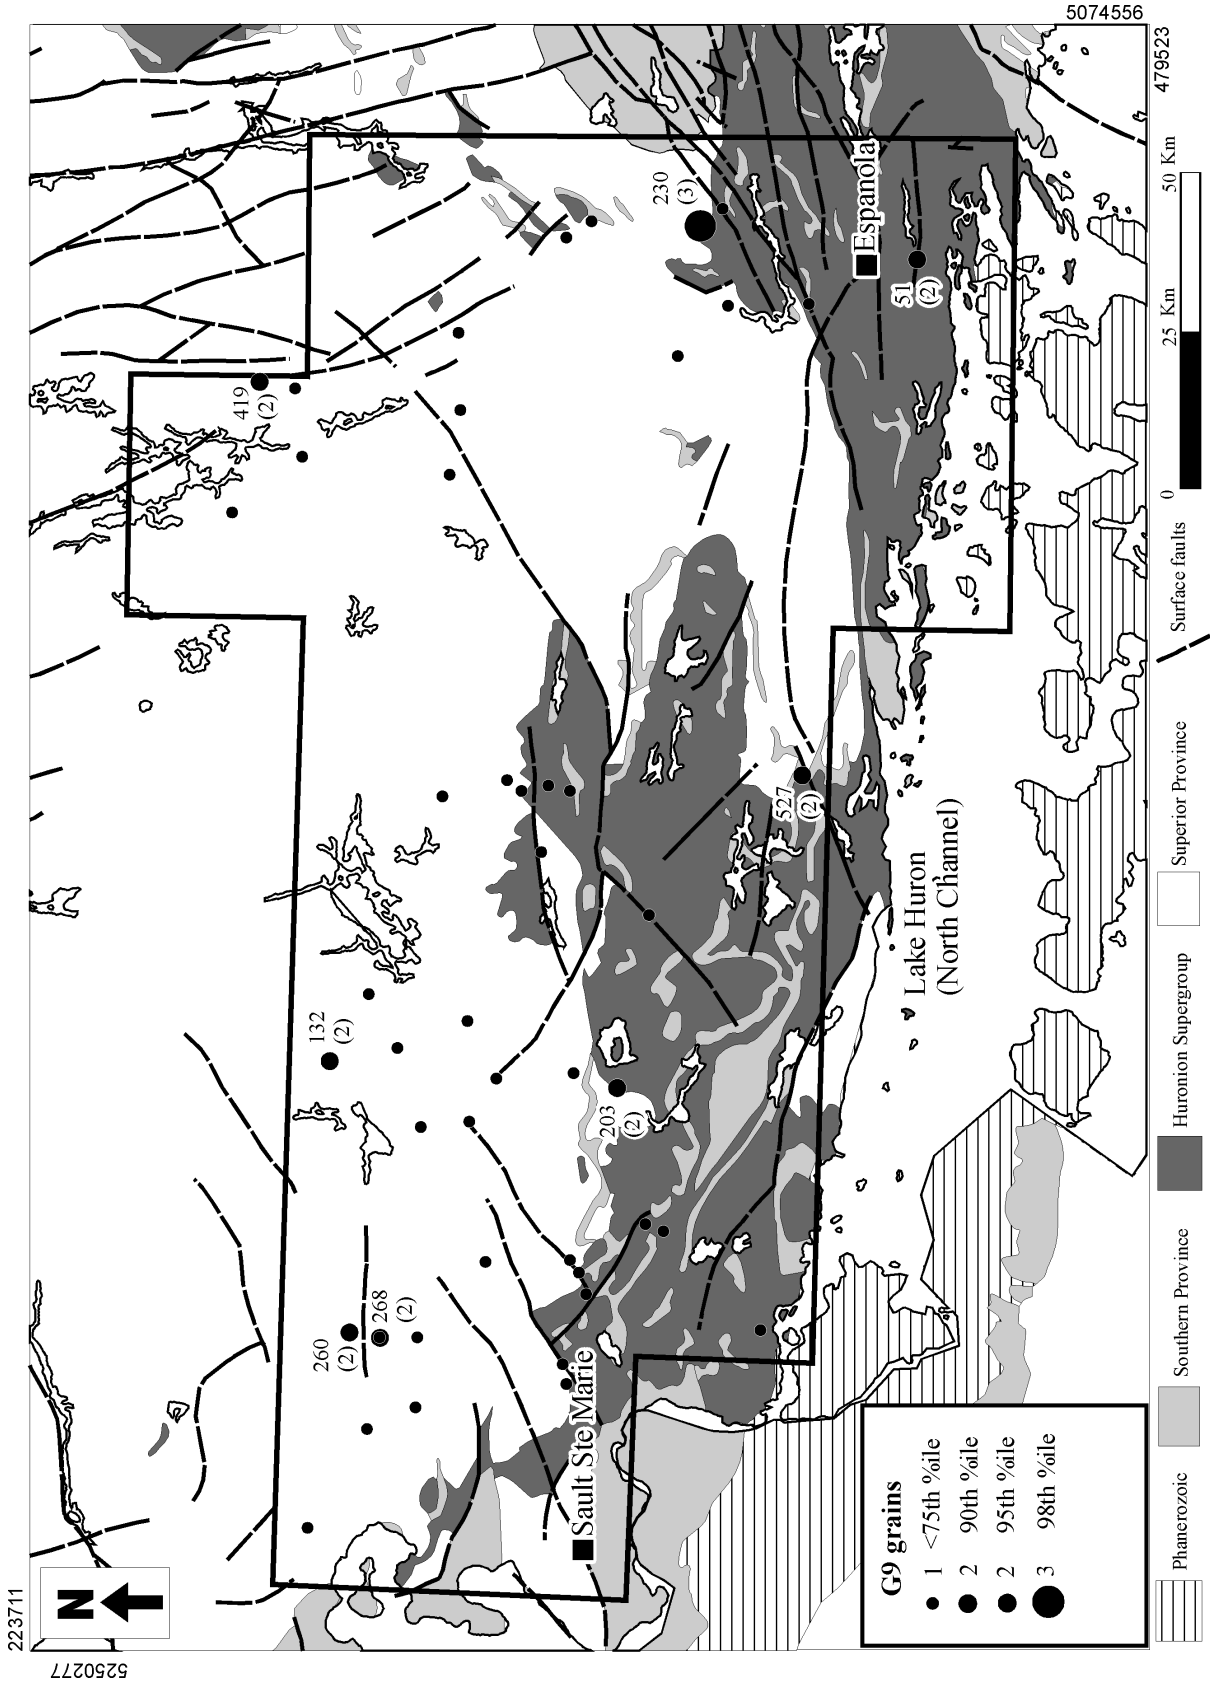 223711
5250277
N
5074556
479523
419
(2)
230
(3)
Espanola
51
(2)
132
(2)
527
(2)
203
(2)
260
(2)
268
(2)
Sault Ste Marie
Lake Huron
(North Channel)
G9 grains
1 <75th %ile
2 90th %ile
2 95th %ile
3 98th %ile
Phanerozoic
Southern Province
Huronion Supergroup
Superior Province
Surface faults
0 25 Km 50 Km